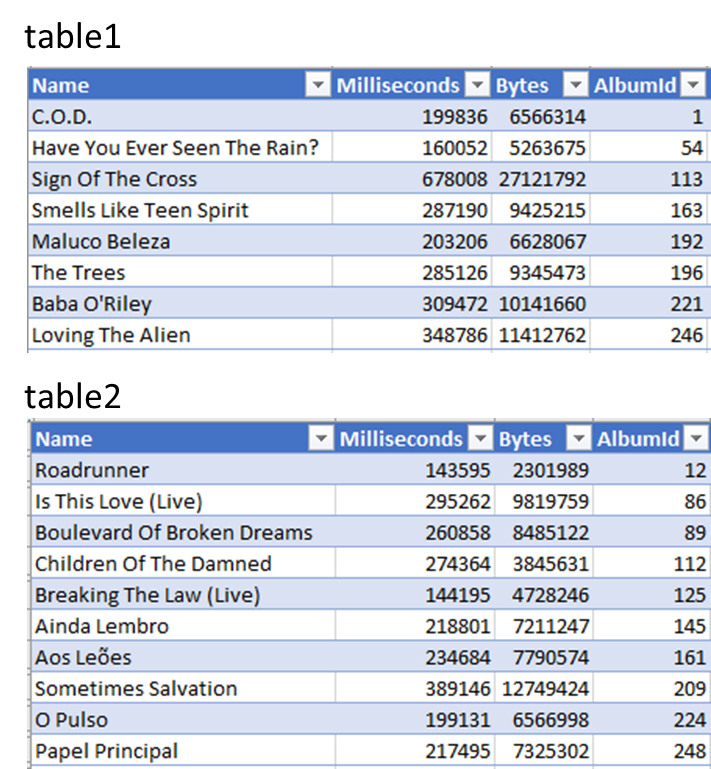 table1
Name Milliseconds Bytes AlbumId
C.O.D. 199836 6566314 1
Have You Ever Seen The Rain? 160052 5263675 54
Sign Of The Cross 678008 27121792 113
Smells Like Teen Spirit 287190 9425215 163
Maluco Beleza 203206 6628067 192
The Trees 285126 9345473 196
Baba O'Riley 309472 10141660 221
Loving The Alien 348786 11412762 246
table2
Name Milliseconds Bytes AlbumId
Roadrunner 143595 2301989 12
Is This Love (Live) 295262 9819759 86
Boulevard Of Broken Dreams 260858 8485122 89
Children Of The Damned 274364 3845631 112
Breaking The Law (Live) 144195 4728246 125
Ainda Lembro 218801 7211247 145
Aos Leões 234684 7790574 161
Sometimes Salvation 389146 12749424 209
O Pulso 199131 6566998 224
Papel Principal 217495 7325302 248